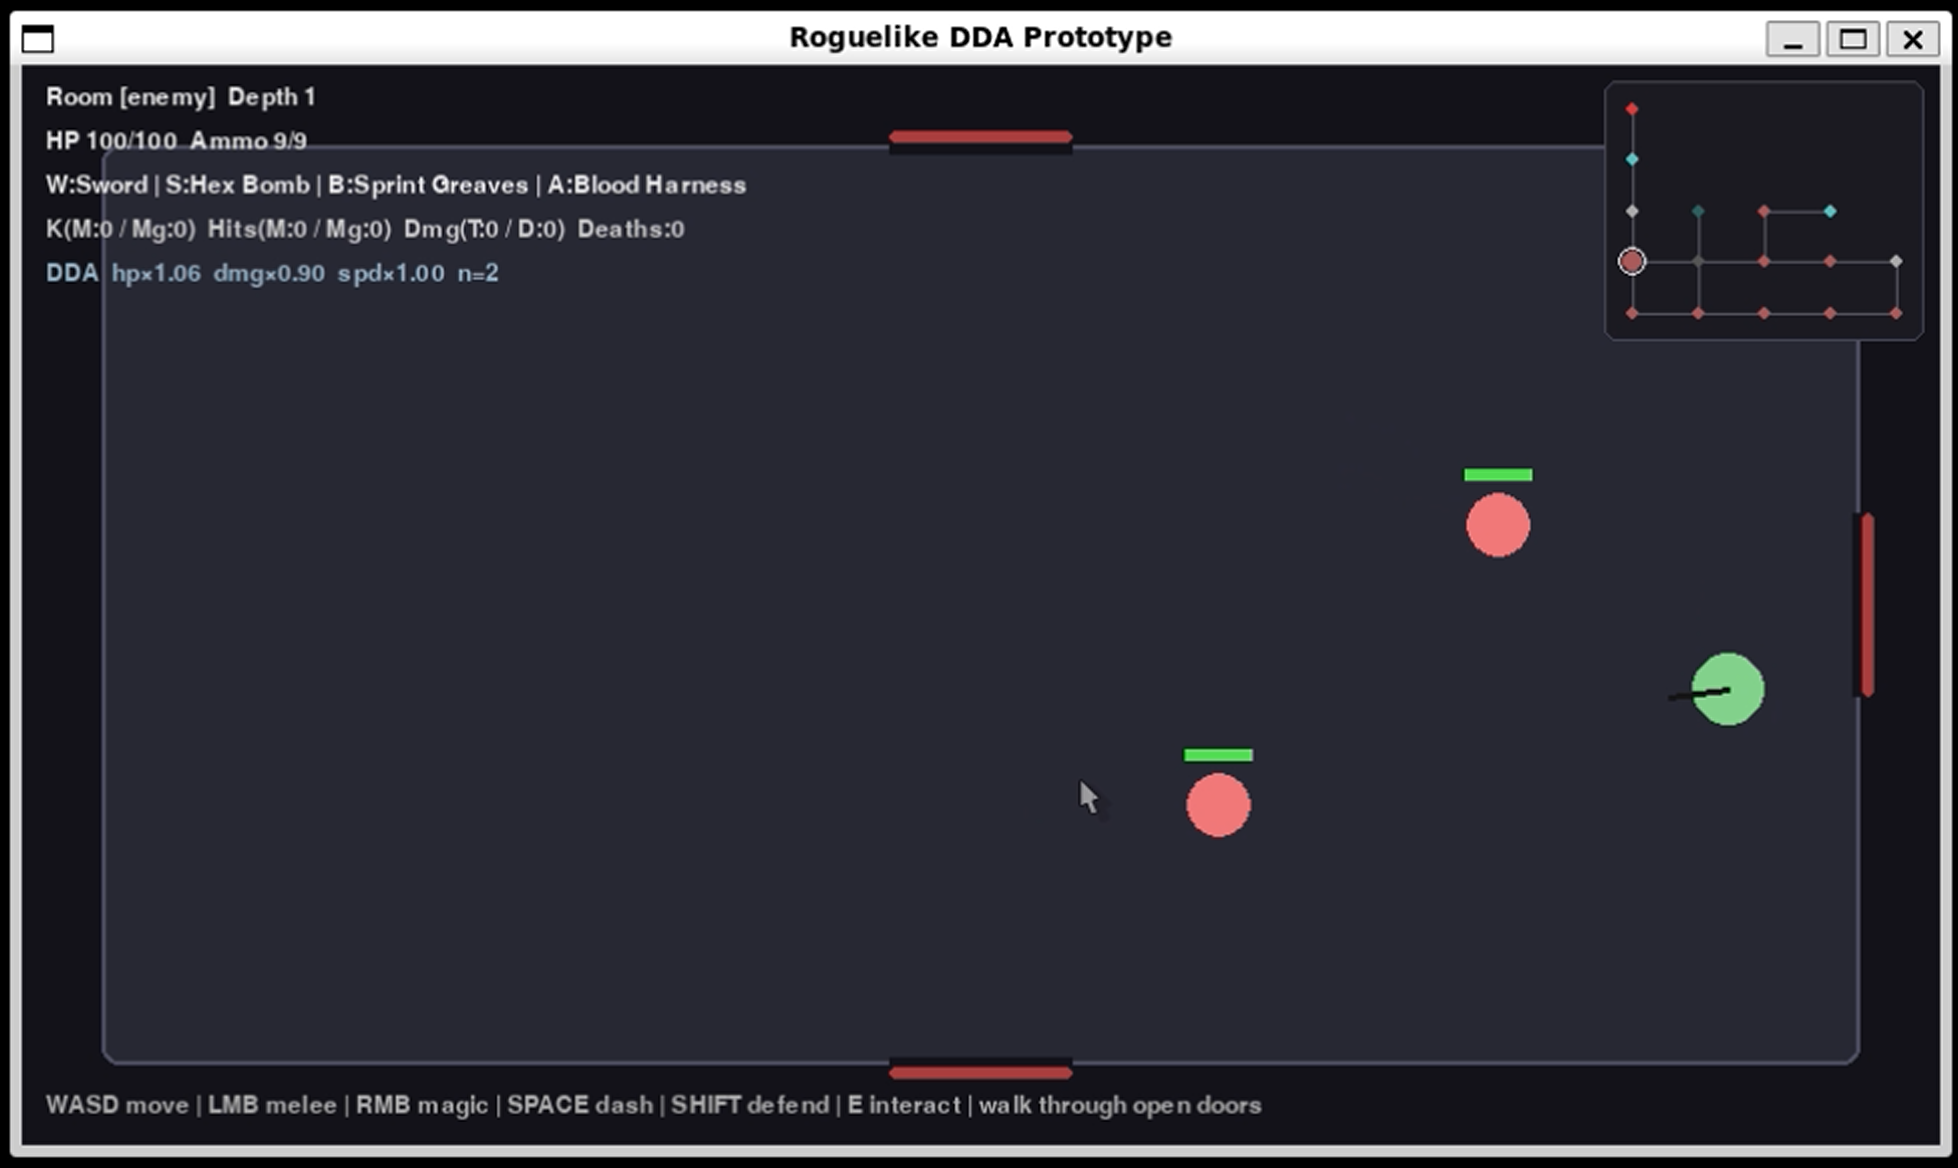 Roguelike DDA Prototype
Room [enemy] Depth 1
HP 100/100 Ammo 9/9
W:Sword | S:Hex Bomb | B:Sprint Greaves | A:Blood Harness
K(M:0 / Mg:0) Hits(M:0 / Mg:0) Dmg(T:0 / D:0) Deaths:0
DDA hp×1.06 dmg×0.90 spd×1.00 n=2
WASD move | LMB melee | RMB magic | SPACE dash | SHIFT defend | E interact | walk through open doors